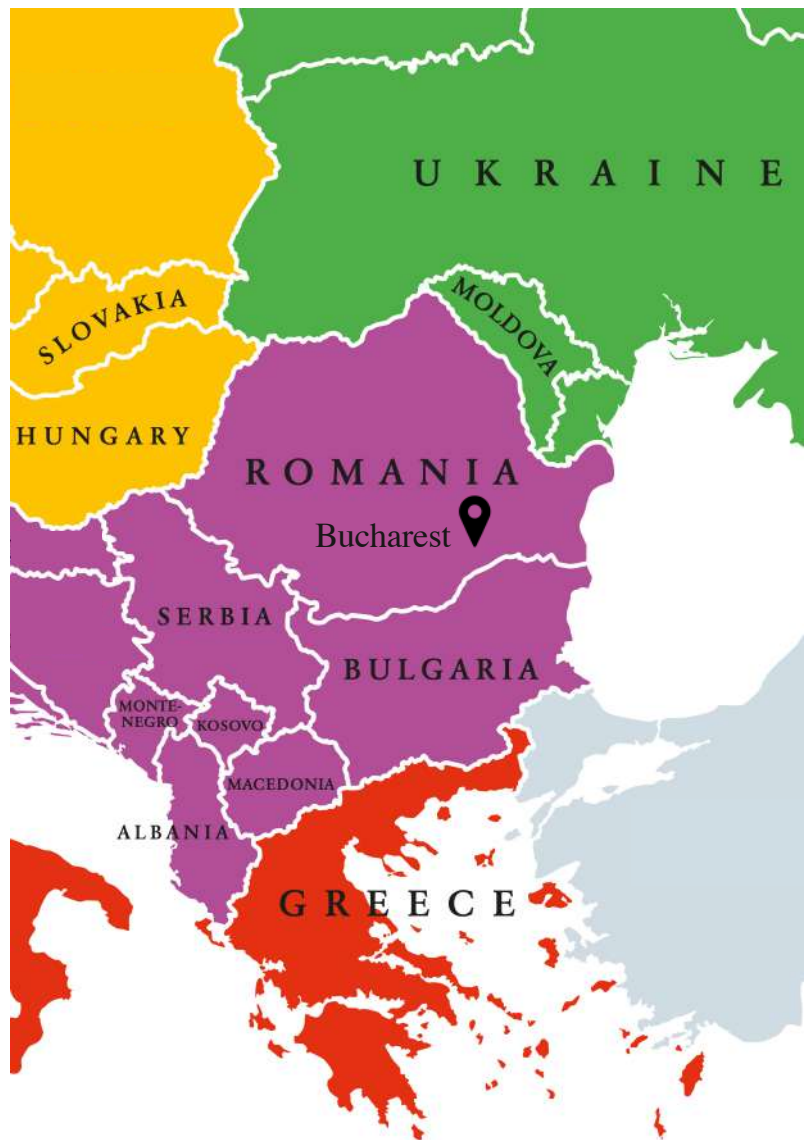 UKRAINE
SLOVAKIA
MOLDOVA
HUNGARY
ROMANIA
Bucharest
SERBIA
BULGARIA
MONTE-
NEGRO
KOSOVO
MACEDONIA
ALBANIA
GREECE